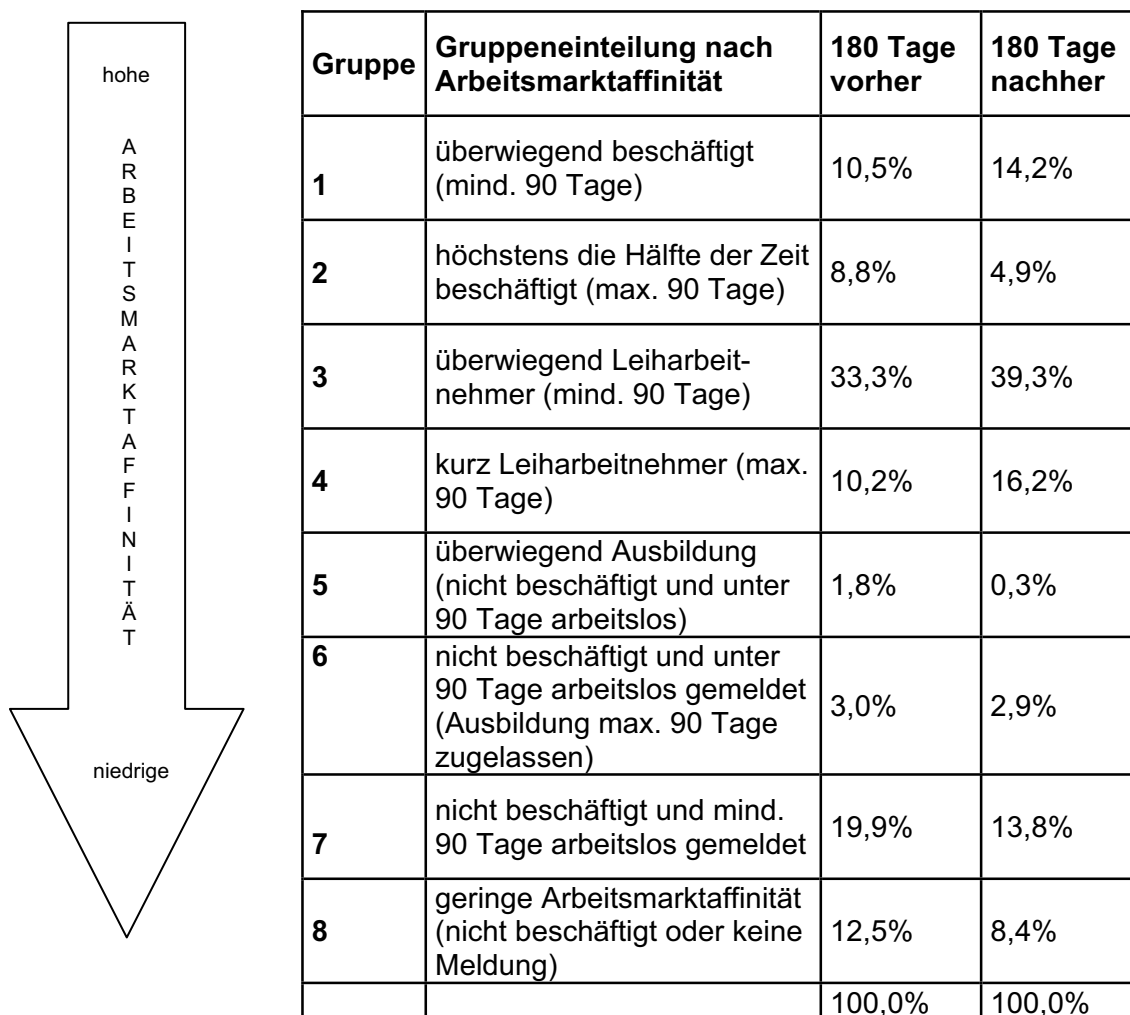 hohe
ARBEITSMARKTAFFINITÄT
niedrige
Gruppe
Gruppeneinteilung nach
Arbeitsmarktaffinität
180 Tage
vorher
180 Tage
nachher
1
überwiegend beschäftigt
(mind. 90 Tage)
10,5%
14,2%
2
höchstens die Hälfte der Zeit
beschäftigt (max. 90 Tage)
8,8%
4,9%
3
überwiegend Leiharbeit-
nehmer (mind. 90 Tage)
33,3%
39,3%
4
kurz Leiharbeitnehmer (max.
90 Tage)
10,2%
16,2%
5
überwiegend Ausbildung
(nicht beschäftigt und unter
90 Tage arbeitslos)
1,8%
0,3%
6
nicht beschäftigt und unter
90 Tage arbeitslos gemeldet
(Ausbildung max. 90 Tage
zugelassen)
3,0%
2,9%
7
nicht beschäftigt und mind.
90 Tage arbeitslos gemeldet
19,9%
13,8%
8
geringe Arbeitsmarktaffinität
(nicht beschäftigt oder keine
Meldung)
12,5%
8,4%
100,0%
100,0%